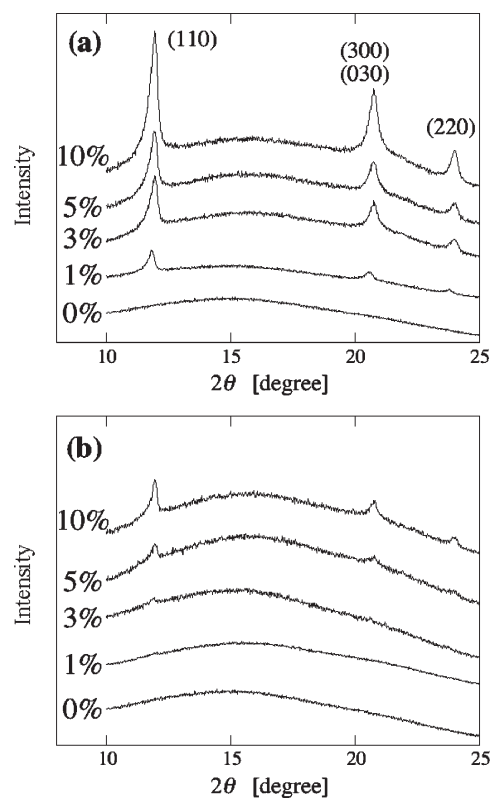 (a)
(110)
(300)
(030)
(220)
10%
5%
3%
1%
0%
Intensity
10 15 20 25
2θ [degree]
(b)
10%
5%
3%
1%
0%
Intensity
10 15 20 25
2θ [degree]